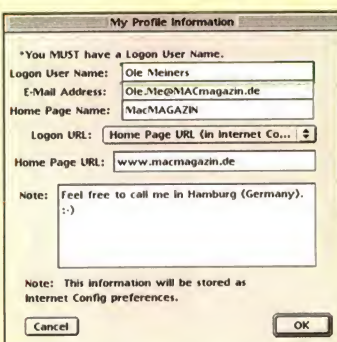 My Profile Information
*You MUST have a Logon User Name.
Logon User Name: Ole Meiners
E-Mail Address: Ole.Me@MACmagazin.de
Home Page Name: MacMAGAZIN
Logon URL: Home Page URL (in Internet Co...
Home Page URL: www.macmagazin.de
Note: Feel free to call me in Hamburg (Germany).
:-)
Note: This information will be stored as
Internet Config preferences.
Cancel OK